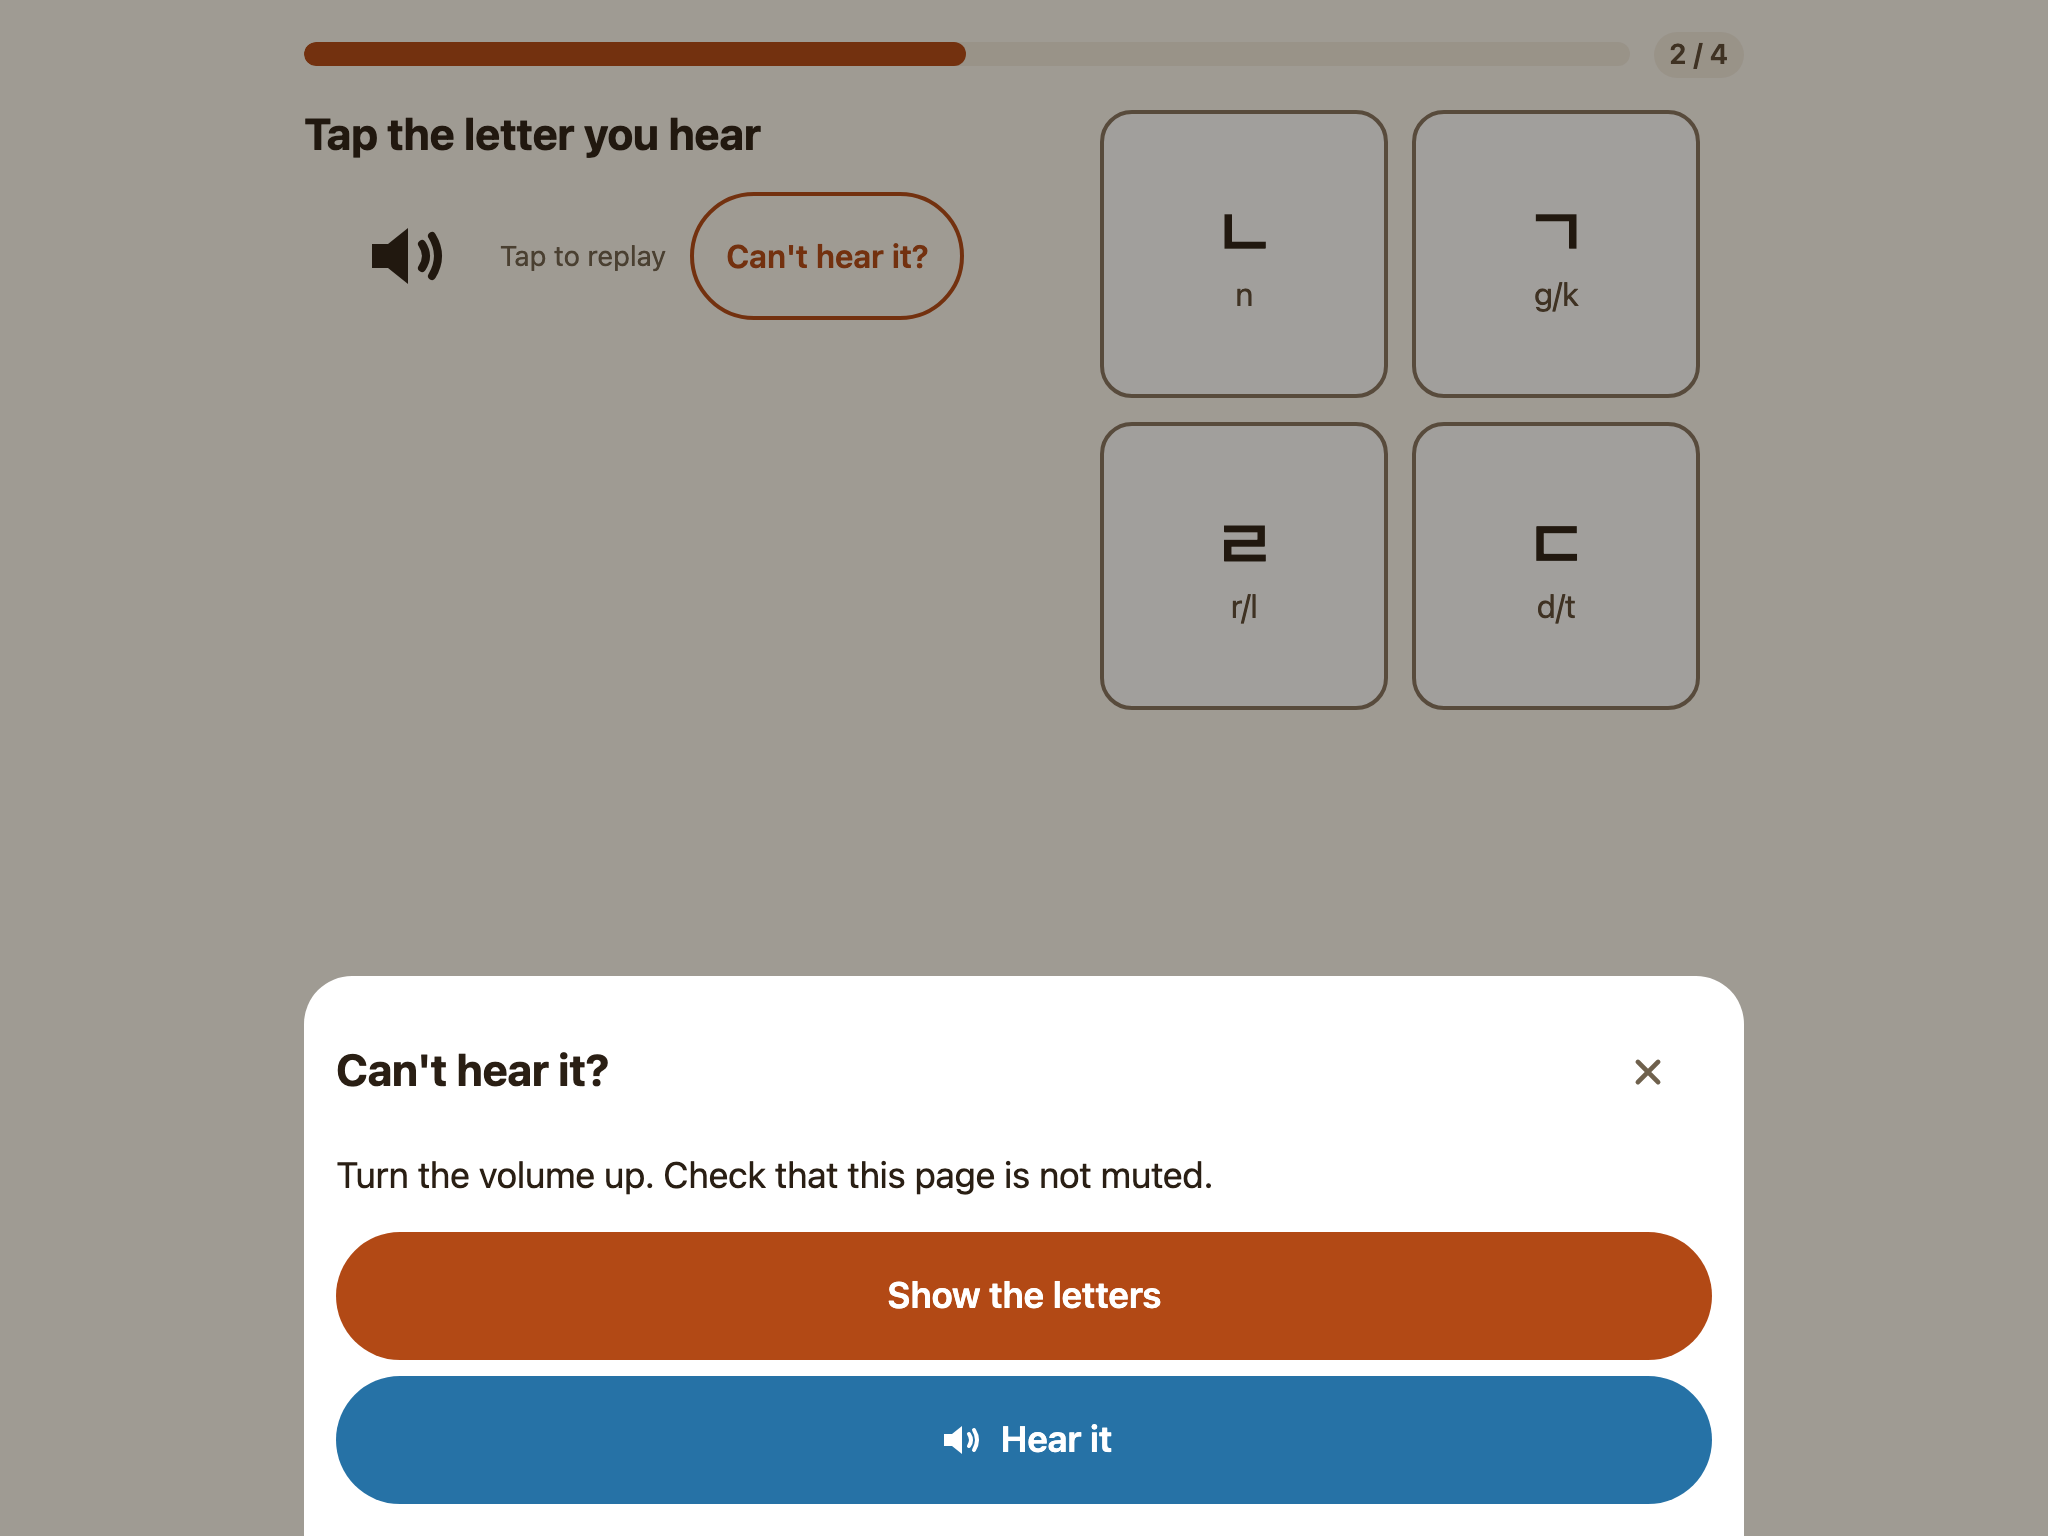 2 / 4
Tap the letter you hear
Tap to replay
Can't hear it?
ㄴ
n
ㄱ
g/k
ㄹ
r/l
ㄷ
d/t
Can't hear it?
Turn the volume up. Check that this page is not muted.
Show the letters
Hear it